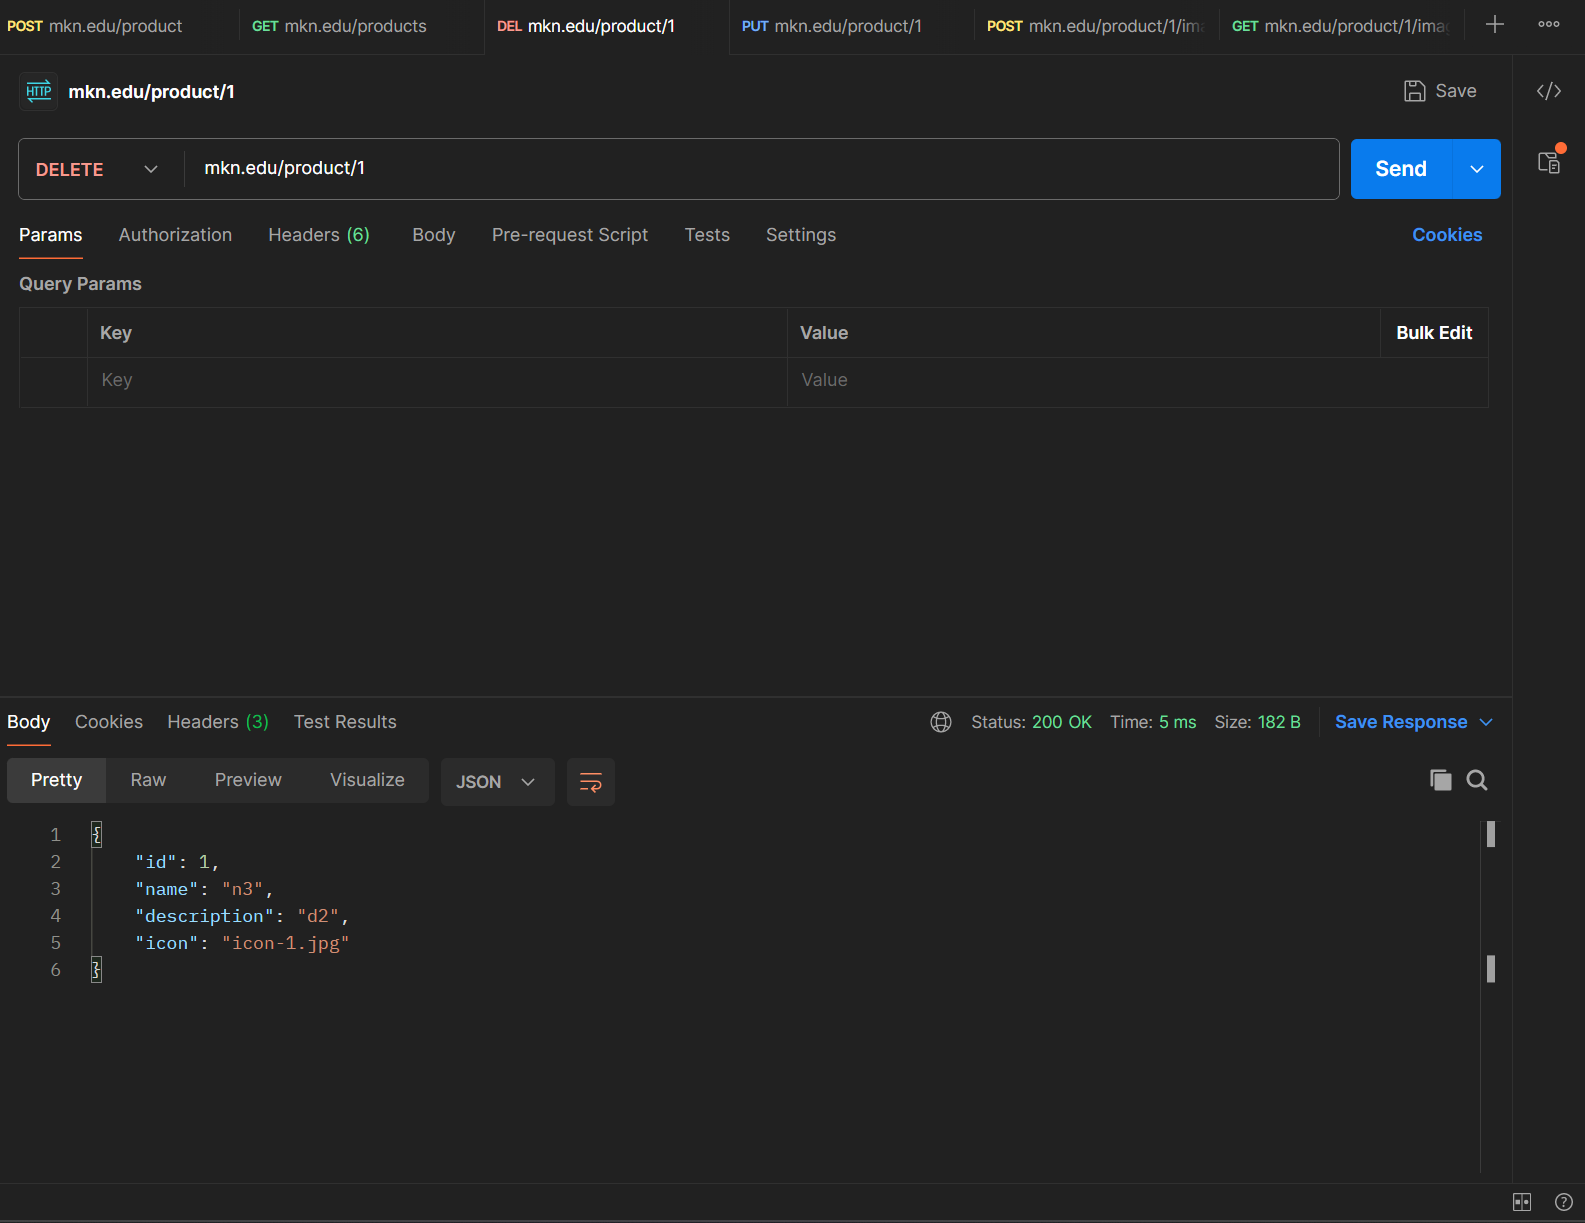 POST mkn.edu/product GET mkn.edu/products DEL mkn.edu/product/1 PUT mkn.edu/product/1 POST mkn.edu/product/1/ima GET mkn.edu/product/1/imag
HTTP mkn.edu/product/1 Save
DELETE mkn.edu/product/1 Send
Params Authorization Headers (6) Body Pre-request Script Tests Settings Cookies
Query Params
Key Value Bulk Edit
Key Value
Body Cookies Headers (3) Test Results Status: 200 OK Time: 5 ms Size: 182 B Save Response
Pretty Raw Preview Visualize JSON
1 {
2 "id": 1,
3 "name": "n3",
4 "description": "d2",
5 "icon": "icon-1.jpg"
6 }